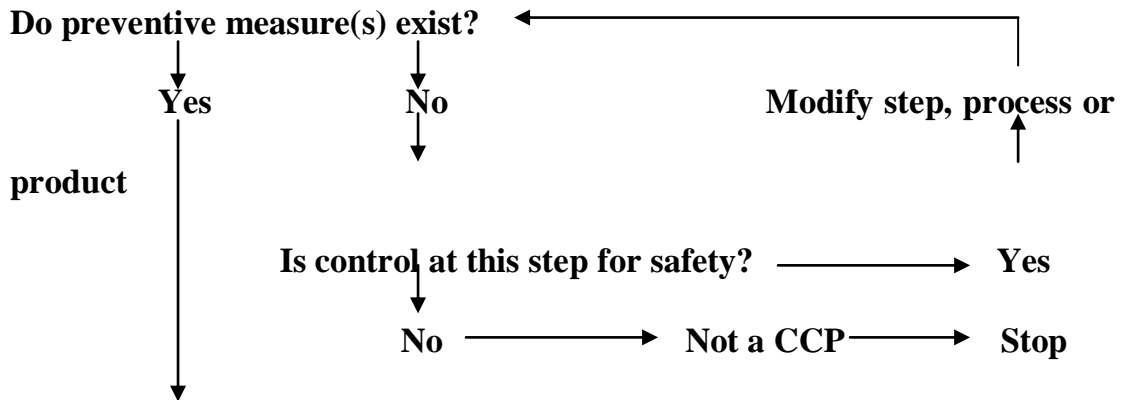 Do preventive measure(s) exist?
Yes No Modify step, process or
product
Is control at this step for safety? Yes
No Not a CCP Stop